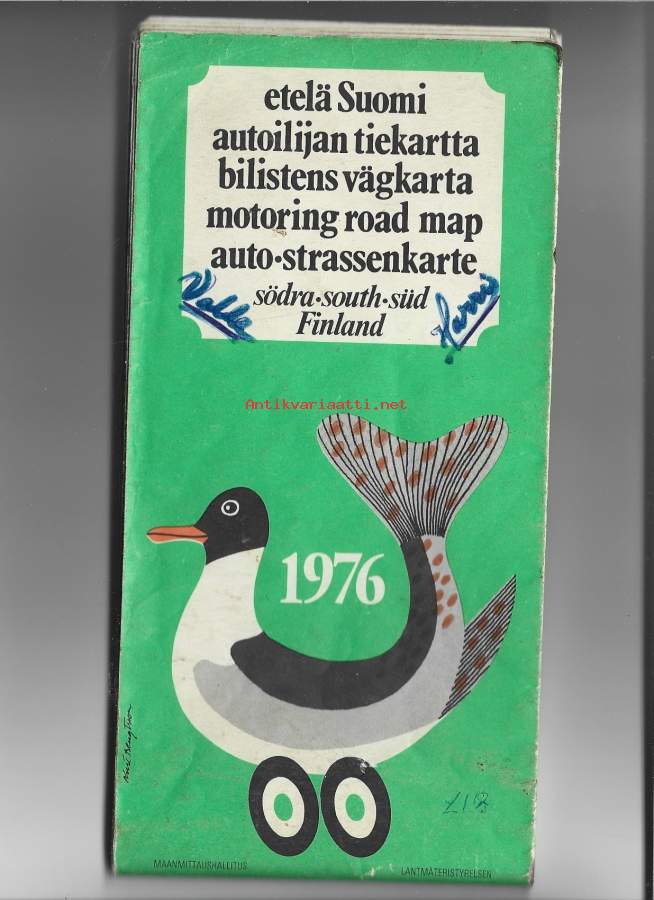 etelä Suomi
autoilijan tiekartta
bilistens vägkarta
motoring road map
auto·strassenkarte
södra·south·süd
Finland
Harri
Antikvariaatti.net
1976
MAANMITTAUSHALLITUS
LANTMÄTERISTYRELSEN